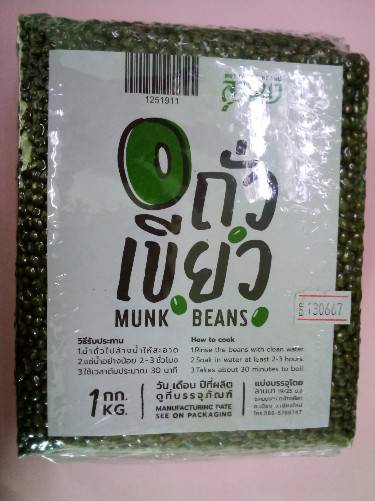 1251911
ถั่ว
เขียว
MUNK BEANS
EXP 130667
วิธีรับประทาน
1.นำถั่วไปล้างน้ำให้สะอาด
2.แช่น้ำอย่างน้อย 2-3 ชั่วโมง
3.ใช้เวลาต้มประมาณ 30 นาที
How to cook
1.Rinse the beans with clean water
2.Soak in water at least 2-3 hours
3.Takes about 30 minutes to boil
1 กก.
KG.
วัน,เดือน ปีที่ผลิต
ดูที่บรรจุภัณฑ์
MANUFACTURING DATE
SEE ON PACKAGING
แบ่งบรรจุโดย